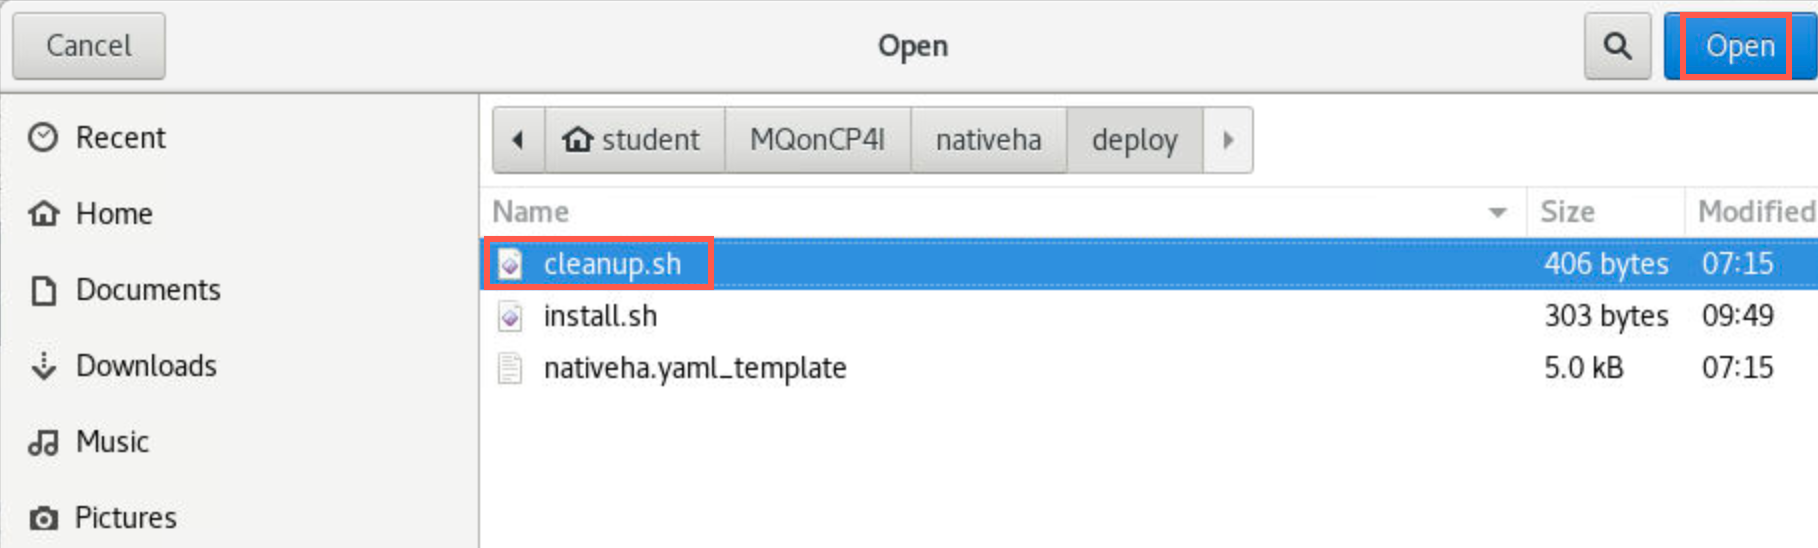 Cancel Open Open
Recent
Home
Documents
Downloads
Music
Pictures
student MQonCP4I nativeha deploy
Name Size Modified
cleanup.sh 406 bytes 07:15
install.sh 303 bytes 09:49
nativeha.yaml_template 5.0 kB 07:15